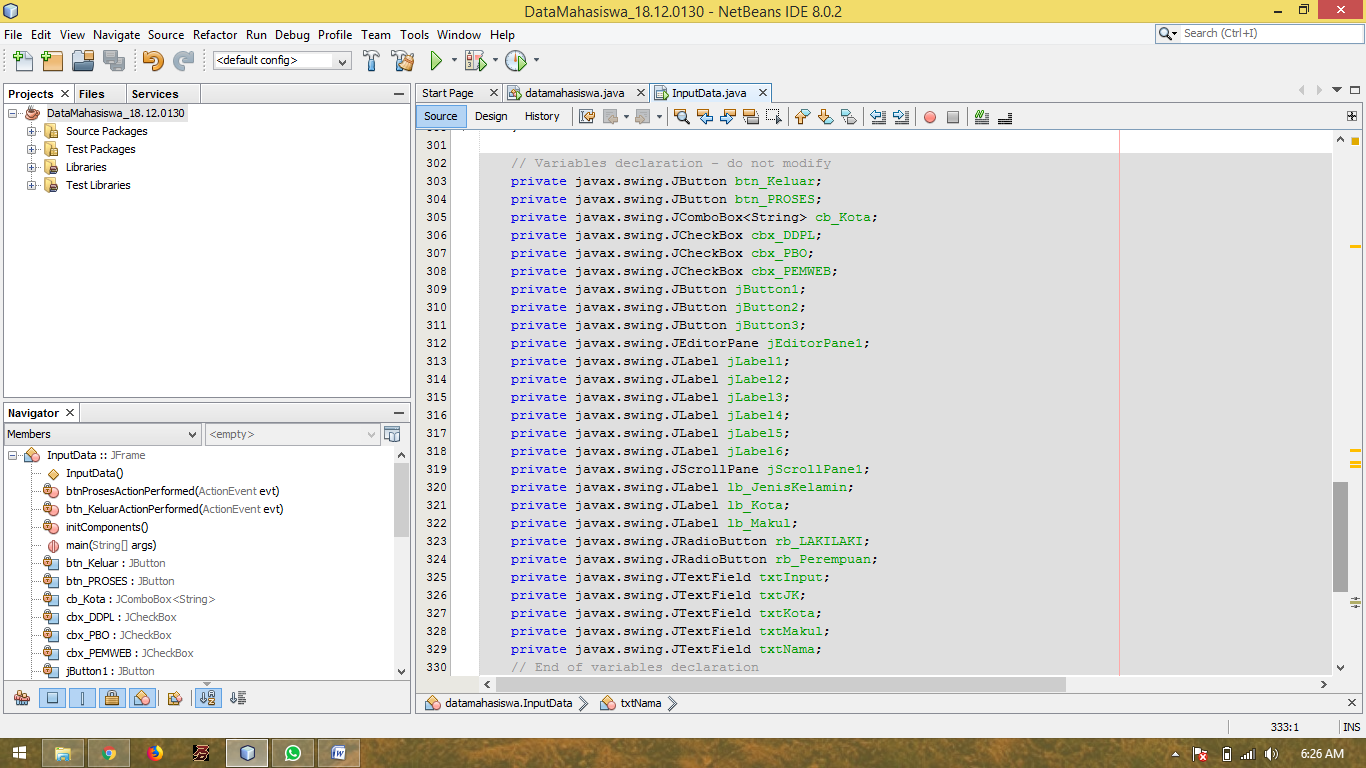 DataMahasiswa_18.12.0130 - NetBeans IDE 8.0.2
File Edit View Navigate Source Refactor Run Debug Profile Team Tools Window Help
Search (Ctrl+I)
<default config>
Projects Files Services
DataMahasiswa_18.12.0130
Source Packages
Test Packages
Libraries
Test Libraries
Navigator
Members <empty>
InputData :: JFrame
InputData()
btnProsesActionPerformed(ActionEvent evt)
btn_KeluarActionPerformed(ActionEvent evt)
initComponents()
main(String[] args)
btn_Keluar : JButton
btn_PROSES : JButton
cb_Kota : JComboBox<String>
cbx_DDPL : JCheckBox
cbx_PBO : JCheckBox
cbx_PEMWEB : JCheckBox
jButton1 : JButton
Start Page datamahasiswa.java InputData.java
Source Design History
301
302 // Variables declaration - do not modify
303 private javax.swing.JButton btn_Keluar;
304 private javax.swing.JButton btn_PROSES;
305 private javax.swing.JComboBox<String> cb_Kota;
306 private javax.swing.JCheckBox cbx_DDPL;
307 private javax.swing.JCheckBox cbx_PBO;
308 private javax.swing.JCheckBox cbx_PEMWEB;
309 private javax.swing.JButton jButton1;
310 private javax.swing.JButton jButton2;
311 private javax.swing.JButton jButton3;
312 private javax.swing.JEditorPane jEditorPane1;
313 private javax.swing.JLabel jLabel1;
314 private javax.swing.JLabel jLabel2;
315 private javax.swing.JLabel jLabel3;
316 private javax.swing.JLabel jLabel4;
317 private javax.swing.JLabel jLabel5;
318 private javax.swing.JLabel jLabel6;
319 private javax.swing.JScrollPane jScrollPane1;
320 private javax.swing.JLabel lb_JenisKelamin;
321 private javax.swing.JLabel lb_Kota;
322 private javax.swing.JLabel lb_Makul;
323 private javax.swing.JRadioButton rb_LAKILAKI;
324 private javax.swing.JRadioButton rb_Perempuan;
325 private javax.swing.JTextField txtInput;
326 private javax.swing.JTextField txtJK;
327 private javax.swing.JTextField txtKota;
328 private javax.swing.JTextField txtMakul;
329 private javax.swing.JTextField txtNama;
330 // End of variables declaration
datamahasiswa.InputData txtNama
333:1 INS
6:26 AM